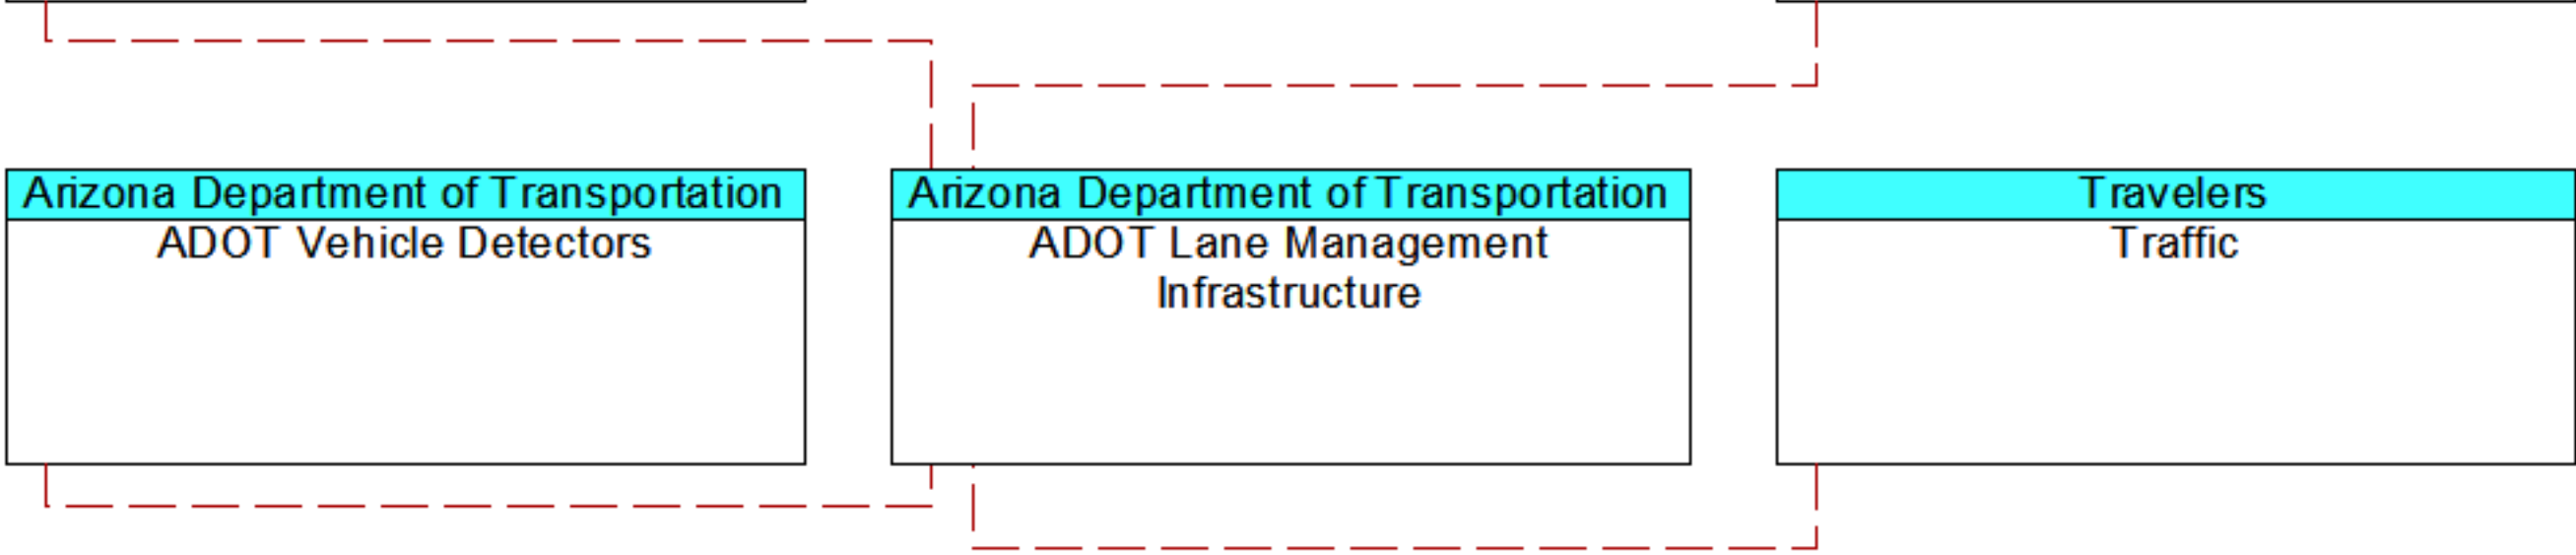 Arizona Department of Transportation
ADOT Vehicle Detectors
Arizona Department of Transportation
ADOT Lane Management
Infrastructure
Travelers
Traffic